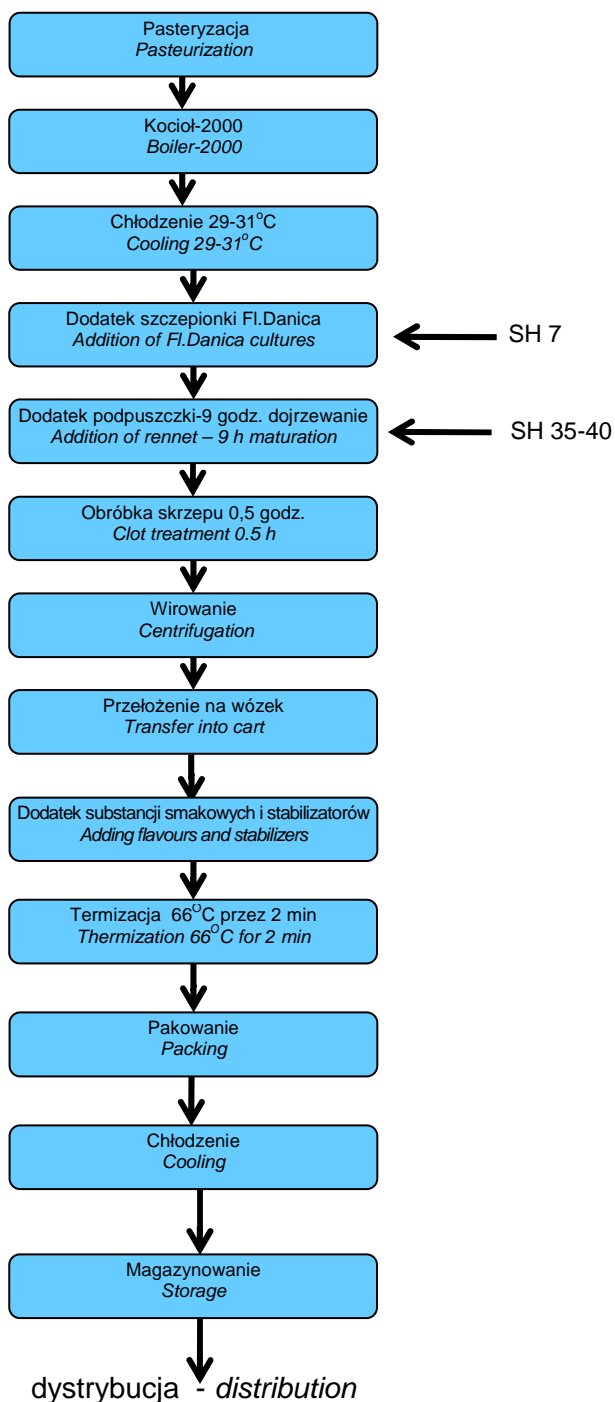 Pasteryzacja
Pasteurization
Kocioł-2000
Boiler-2000
Chłodzenie 29-31°C
Cooling 29-31°C
Dodatek szczepionki Fl.Danica
Addition of Fl.Danica cultures
SH 7
Dodatek podpuszczki-9 godz. dojrzewanie
Addition of rennet – 9 h maturation
SH 35-40
Obróbka skrzepu 0,5 godz.
Clot treatment 0.5 h
Wirowanie
Centrifugation
Przełożenie na wózek
Transfer into cart
Dodatek substancji smakowych i stabilizatorów
Adding flavours and stabilizers
Termizacja 66°C przez 2 min
Thermization 66°C for 2 min
Pakowanie
Packing
Chłodzenie
Cooling
Magazynowanie
Storage
dystrybucja - distribution